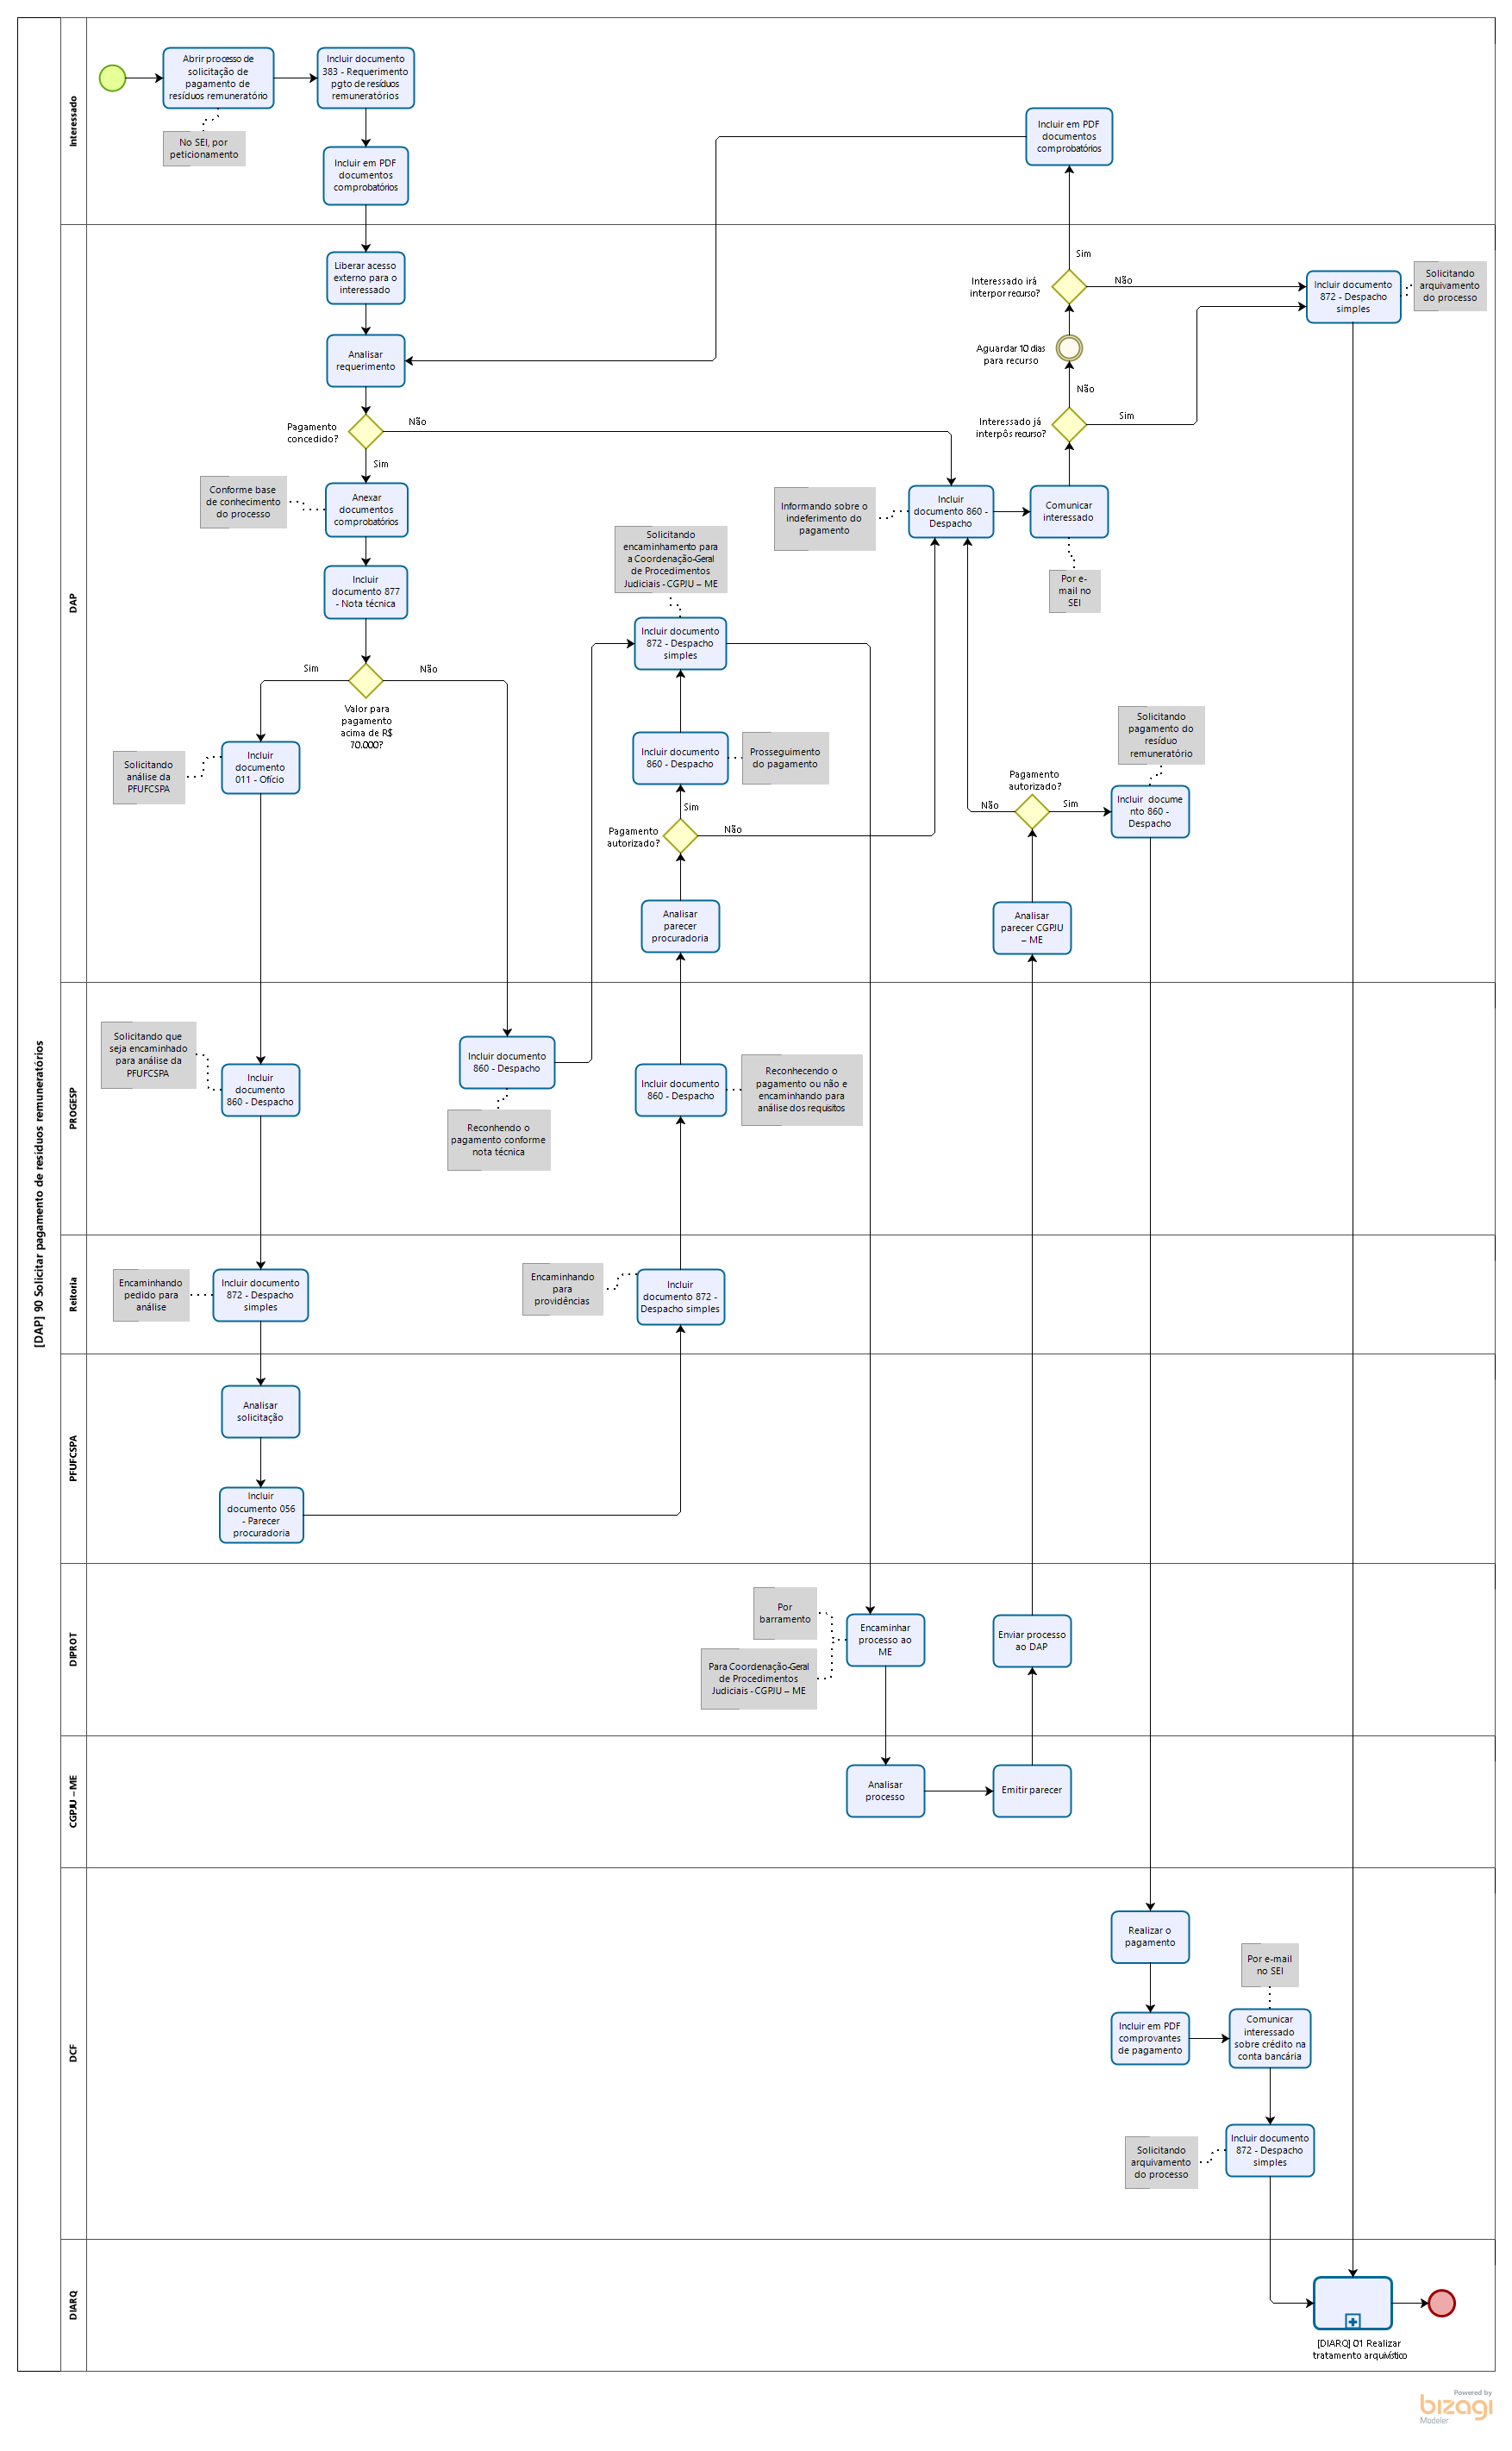 [DAP] 90 Solicitar pagamento de resíduos remuneratórios
Interessado
Abrir processo de
solicitação de
pagamento de
resíduos remuneratório
No SEI, por
peticionamento
Incluir documento
383 - Requerimento
pgto de resíduos
remuneratórios
Incluir em PDF
documentos
comprobatórios
Incluir em PDF
documentos
comprobatórios
DAP
Liberar acesso
externo para o
interessado
Analisar
requerimento
Pagamento
concedido?
Não
Sim
Conforme base
de conhecimento
do processo
Anexar
documentos
comprobatórios
Incluir
documento 877
- Nota técnica
Sim
Não
Valor para
pagamento
acima de R$
70.000?
Solicitando
análise da
PFUFCSPA
Incluir
documento
011 - Ofício
Solicitando
encaminhamento para
a Coordenação-Geral
de Procedimentos
Judiciais - CGPJU – ME
Incluir documento
872 - Despacho
simples
Incluir documento
860 - Despacho
Prosseguimento
do pagamento
Sim
Pagamento
autorizado?
Não
Analisar
parecer
procuradoria
Informando sobre o
indeferimento do
pagamento
Incluir
documento 860 -
Despacho
Comunicar
interessado
Por e-
mail no
SEI
Interessado já
interpôs recurso?
Sim
Não
Aguardar 10 dias
para recurso
Interessado irá
interpor recurso?
Sim
Não
Incluir documento
872 - Despacho
simples
Solicitando
arquivamento
do processo
Solicitando
pagamento do
resíduo
remuneratório
Pagamento
autorizado?
Não
Sim
Incluir docume
nto 860 -
Despacho
Analisar
parecer CGPJU
– ME
PROGESP
Solicitando que
seja encaminhado
para análise da
PFUFCSPA
Incluir
documento
860 - Despacho
Incluir documento
860 - Despacho
Reconhendo o
pagamento conforme
nota técnica
Incluir documento
860 - Despacho
Reconhecendo o
pagamento ou não e
encaminhando para
análise dos requisitos
Reitoria
Encaminhando
pedido para
análise
Incluir documento
872 - Despacho
simples
Encaminhando
para
providências
Incluir
documento 872 -
Despacho simples
PFUFCSPA
Analisar
solicitação
Incluir
documento 056
- Parecer
procuradoria
DIPROT
Por
barramento
Para Coordenação-Geral
de Procedimentos
Judiciais - CGPJU – ME
Encaminhar
processo ao
ME
Enviar processo
ao DAP
CGPJU – ME
Analisar
processo
Emitir parecer
DCF
Realizar o
pagamento
Incluir em PDF
comprovantes
de pagamento
Por e-mail
no SEI
Comunicar
interessado
sobre crédito na
conta bancária
Solicitando
arquivamento
do processo
Incluir documento
872 - Despacho
simples
DIARQ
[DIARQ] 01 Realizar
tratamento arquivístico
Powered by
bizagi
Modeler